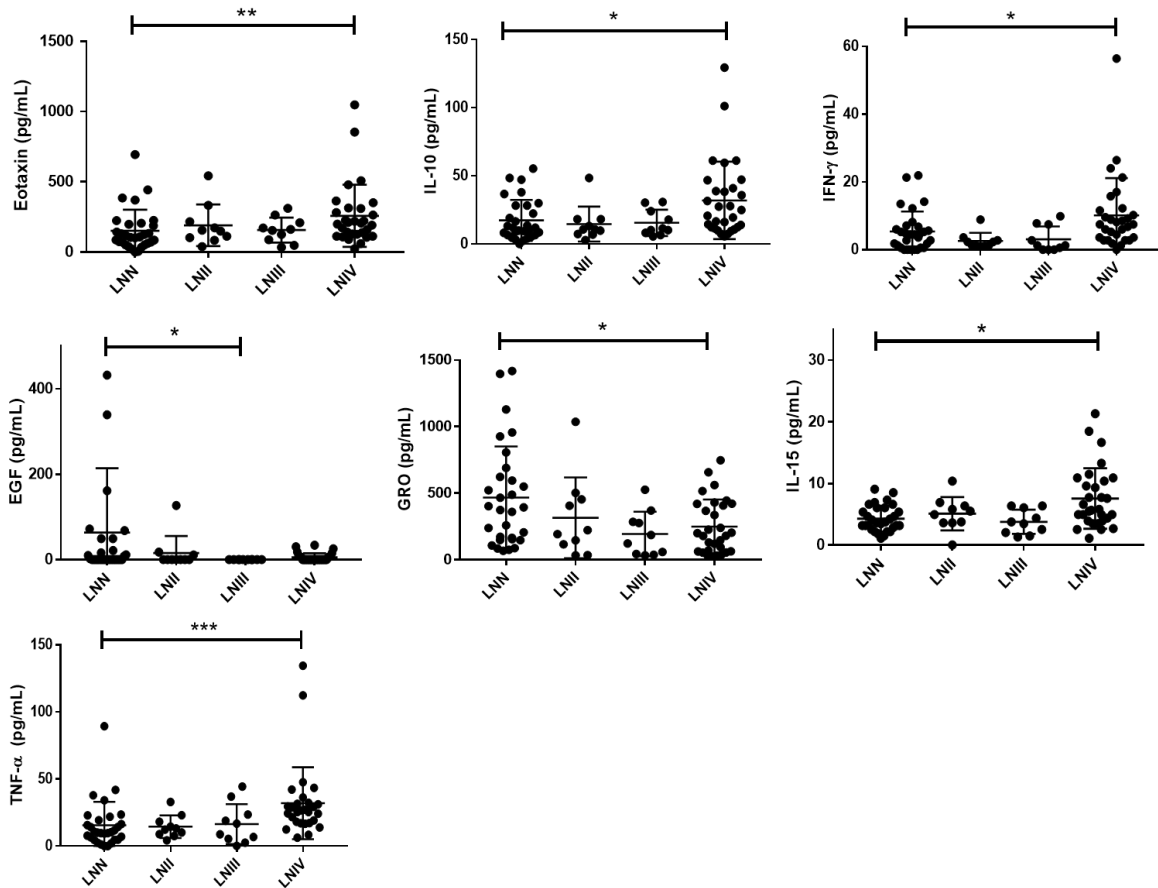 **
1500
1000
500
0
Eotaxin (pg/mL)
LNN
LNII
LNIII
LNIV
*
150
100
50
0
IL-10 (pg/mL)
LNN
LNII
LNIII
LNIV
*
60
40
20
0
IFN-γ (pg/mL)
LNN
LNII
LNIII
LNIV
*
400
200
0
EGF (pg/mL)
LNN
LNII
LNIII
LNIV
*
1500
1000
500
0
GRO (pg/mL)
LNN
LNII
LNIII
LNIV
*
30
20
10
0
IL-15 (pg/mL)
LNN
LNII
LNIII
LNIV
***
150
100
50
0
TNF-α (pg/mL)
LNN
LNII
LNIII
LNIV